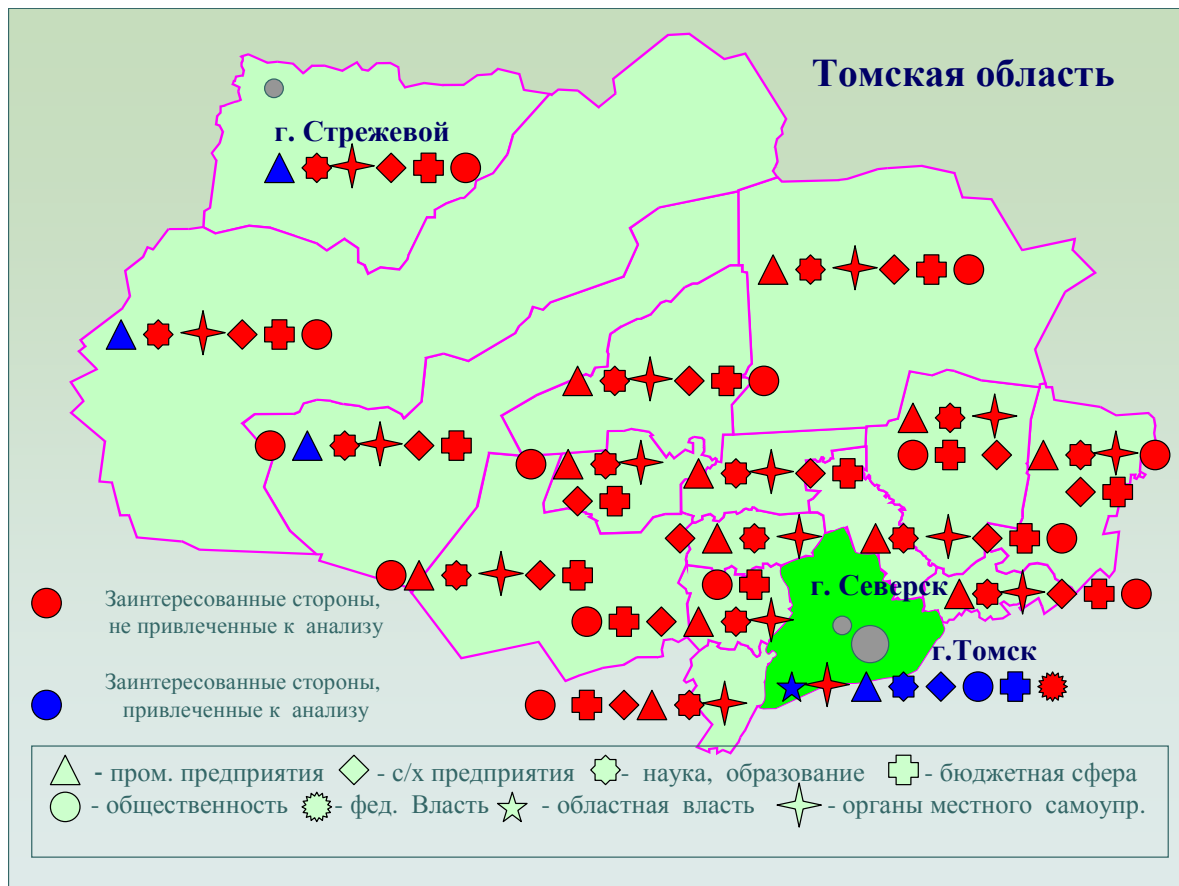 Томская область
г. Стрежевой
г. Северск
г.Томск
Заинтересованные стороны,
не привлеченные к анализу
Заинтересованные стороны,
привлеченные к анализу
- пром. предприятия - с/х предприятия - наука, образование - бюджетная сфера
- общественность - фед. Власть - областная власть - органы местного самоупр.